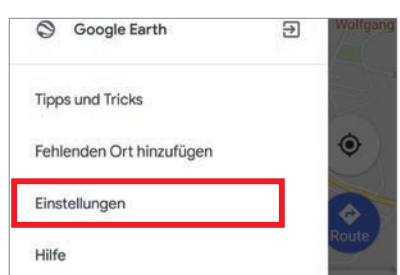 Google Earth
Wolfgang
Tipps und Tricks
Fehlenden Ort hinzufügen
Einstellungen
Route
Hilfe